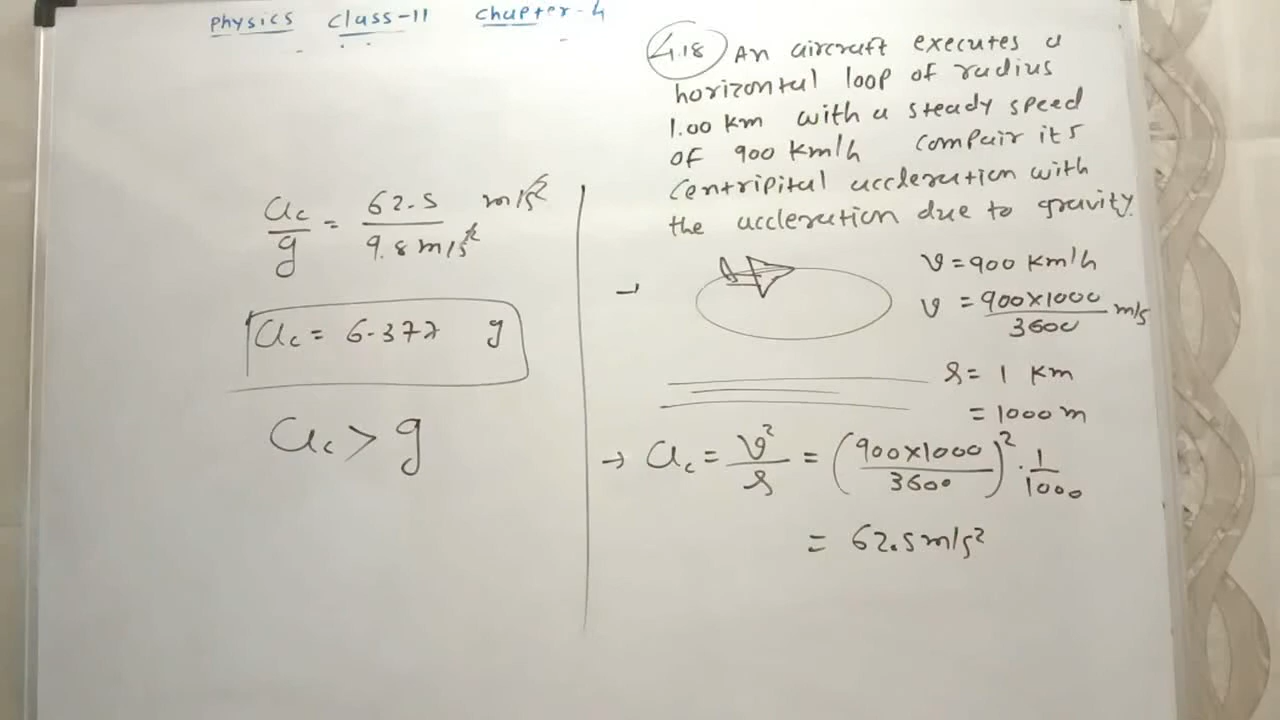 Physics Class-11 Chapter-4
4.18 An aircraft executes a
horizontal loop of radius
1.00 km with a steady speed
of 900 km/h compair its
centripital accleration with
the accleration due to gravity.
v = 900 km/h
v = 900×1000/3600 m/s
r = 1 km
= 1000 m
→ ac = v²/r = (900×1000/3600)² · 1/1000
= 62.5 m/s²
ac/g = 62.5 m/s²/9.8 m/s²
ac = 6.377 g
ac > g